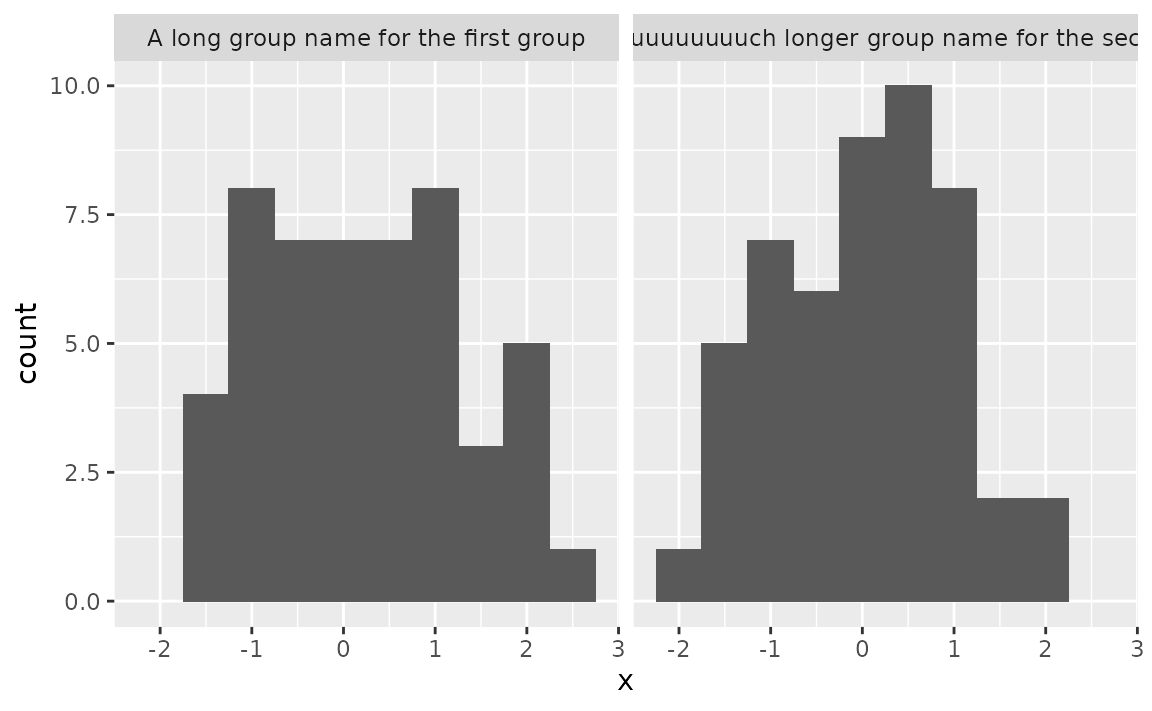 A long group name for the first group
uuuuuuuuch longer group name for the sec
10.0
7.5
5.0
2.5
0.0
count
-2 -1 0 1 2 3
-2 -1 0 1 2 3
x